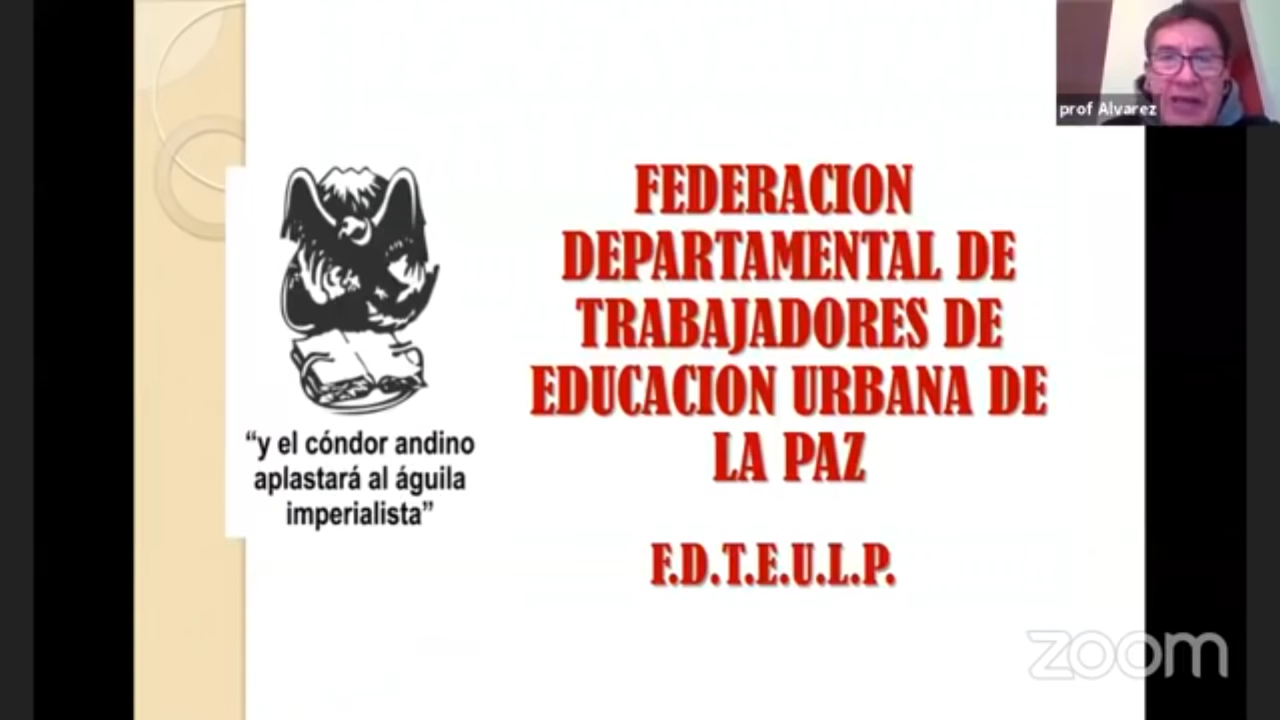 prof Alvarez
FEDERACION
DEPARTAMENTAL DE
TRABAJADORES DE
EDUCACION URBANA DE
LA PAZ
F.D.T.E.U.L.P.
“y el cóndor andino
aplastará al águila
imperialista”
zoom